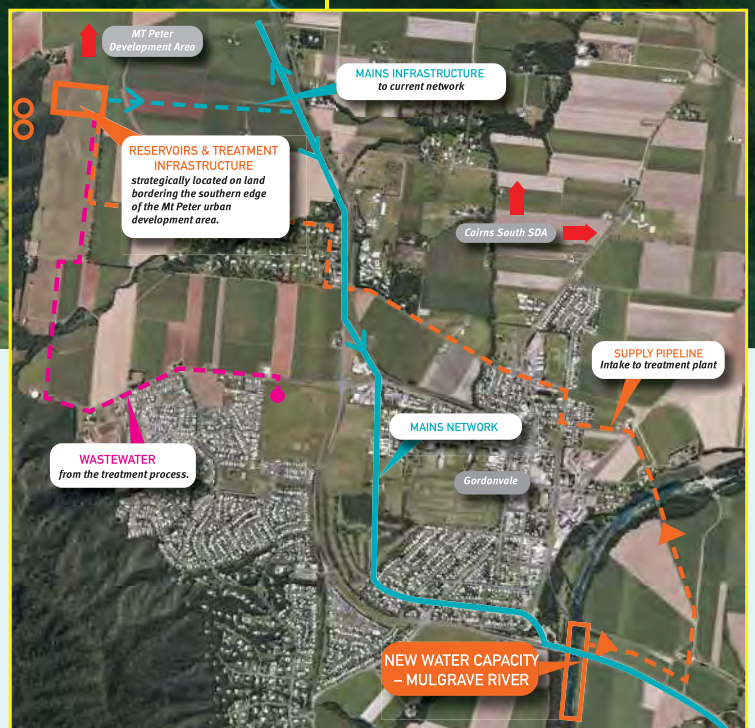 MT Peter
Development Area
MAINS INFRASTRUCTURE
to current network
RESERVOIRS & TREATMENT
INFRASTRUCTURE
strategically located on land
bordering the southern edge
of the Mt Peter urban
development area.
Cairns South SDA
SUPPLY PIPELINE
Intake to treatment plant
MAINS NETWORK
WASTEWATER
from the treatment process.
Gordonvale
NEW WATER CAPACITY
– MULGRAVE RIVER